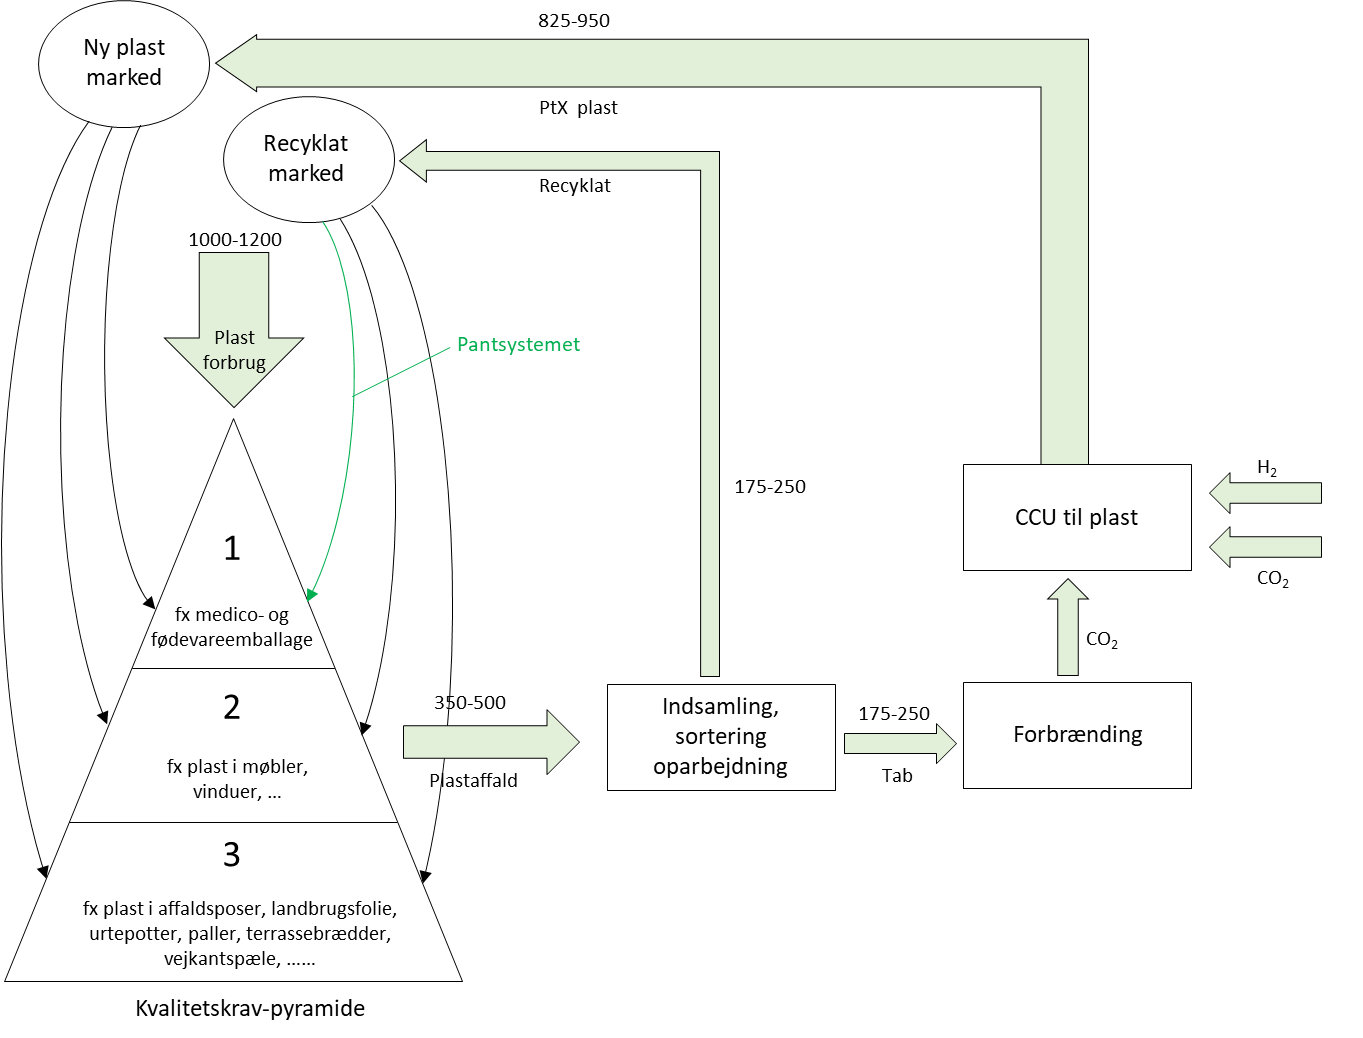 825-950
Ny plast
marked
PtX plast
Recyklat
marked
Recyklat
1000-1200
Plast
forbrug
Pantsystemet
175-250
H2
CCU til plast
CO2
1
fx medico- og
fødevareemballage
CO2
2
350-500
Indsamling,
sortering
oparbejdning
175-250
Forbrænding
fx plast i møbler,
vinduer, ...
Plastaffald
Tab
3
fx plast i affaldsposer, landbrugsfolie,
urtepotter, paller, terrassebrædder,
vejkantspæle, ......
Kvalitetskrav-pyramide